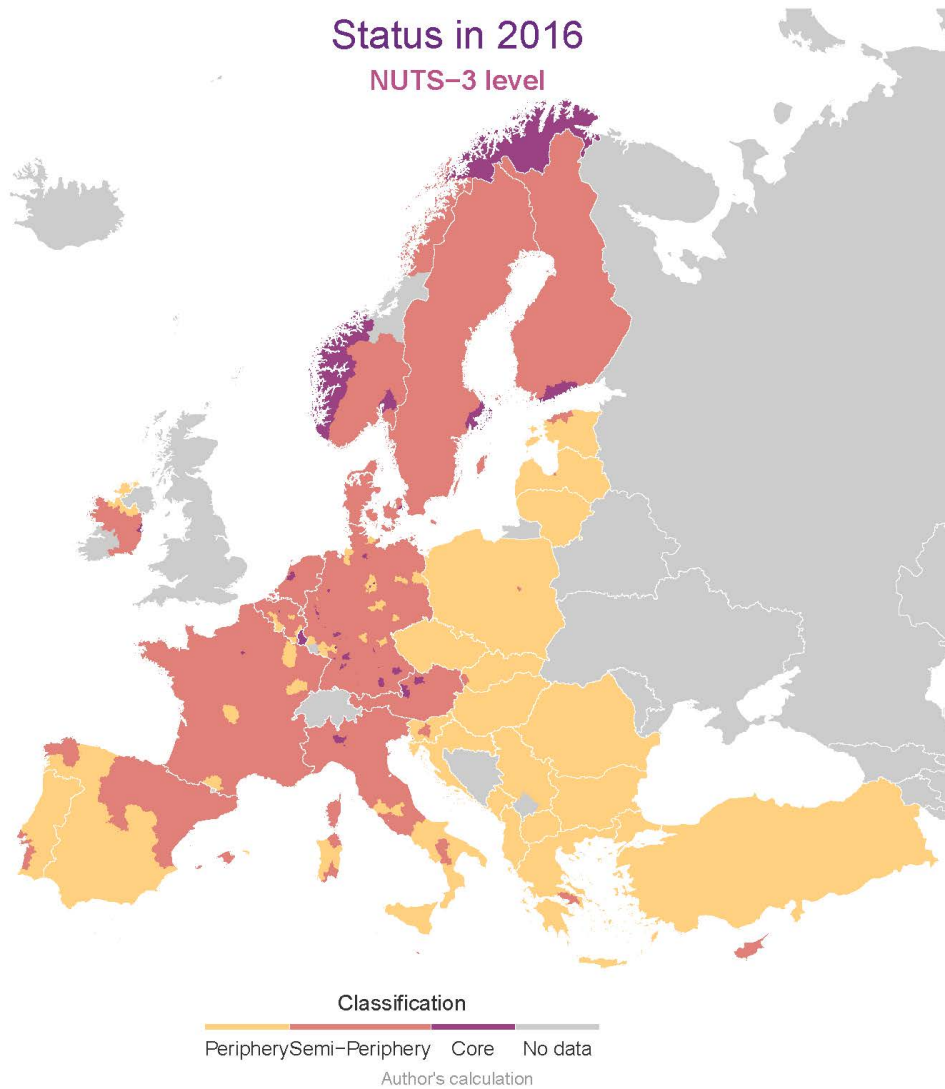 Status in 2016
NUTS−3 level
Classification
Periphery Semi−Periphery Core No data
Author's calculation